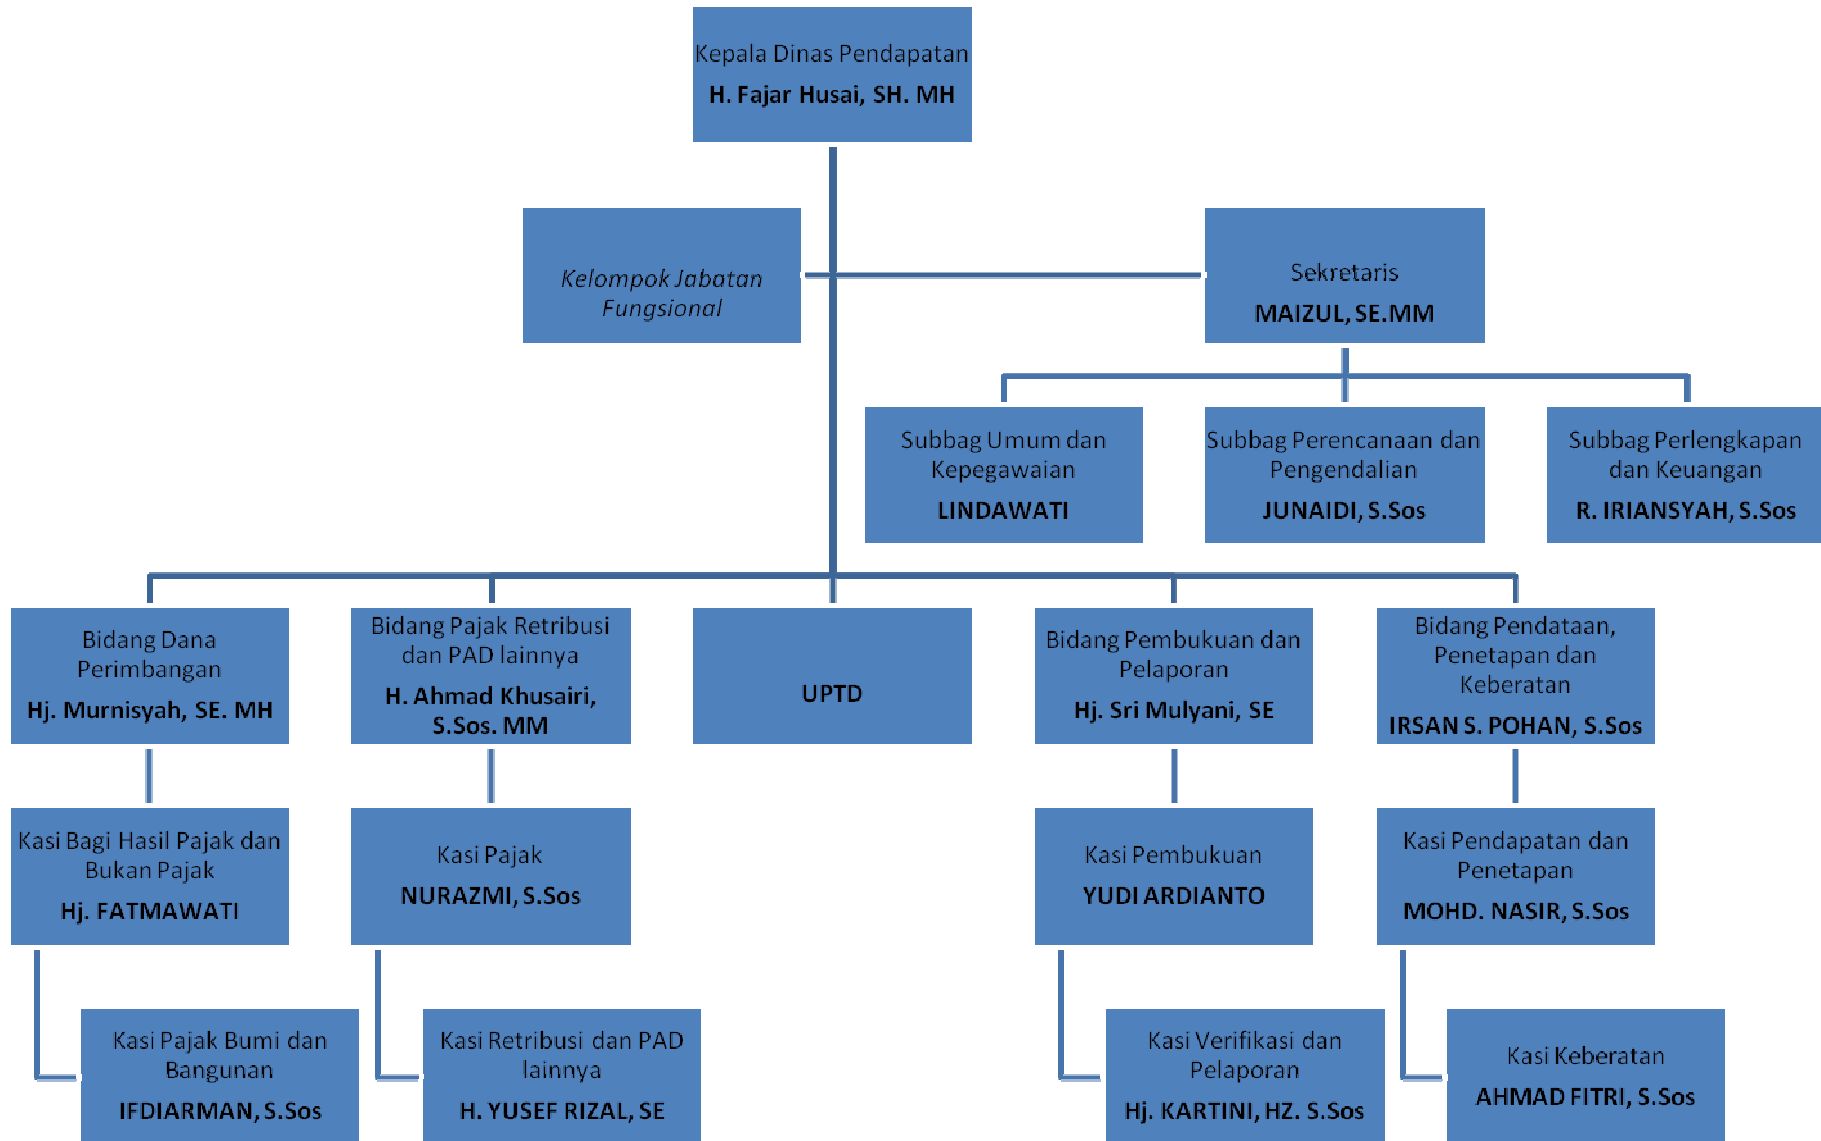 Kepala Dinas Pendapatan
H. Fajar Husai, SH. MH
Kelompok Jabatan
Fungsional
Sekretaris
MAIZUL, SE.MM
Subbag Umum dan
Kepegawaian
LINDAWATI
Subbag Perencanaan dan
Pengendalian
JUNAIDI, S.Sos
Subbag Perlengkapan
dan Keuangan
R. IRIANSYAH, S.Sos
Bidang Dana
Perimbangan
Hj. Murnisyah, SE. MH
Bidang Pajak Retribusi
dan PAD lainnya
H. Ahmad Khusairi,
S.Sos. MM
UPTD
Bidang Pembukuan dan
Pelaporan
Hj. Sri Mulyani, SE
Bidang Pendataan,
Penetapan dan
Keberatan
IRSAN S. POHAN, S.Sos
Kasi Bagi Hasil Pajak dan
Bukan Pajak
Hj. FATMAWATI
Kasi Pajak
NURAZMI, S.Sos
Kasi Pembukuan
YUDI ARDIANTO
Kasi Pendapatan dan
Penetapan
MOHD. NASIR, S.Sos
Kasi Pajak Bumi dan
Bangunan
IFDIARMAN, S.Sos
Kasi Retribusi dan PAD
lainnya
H. YUSEF RIZAL, SE
Kasi Verifikasi dan
Pelaporan
Hj. KARTINI, HZ. S.Sos
Kasi Keberatan
AHMAD FITRI, S.Sos